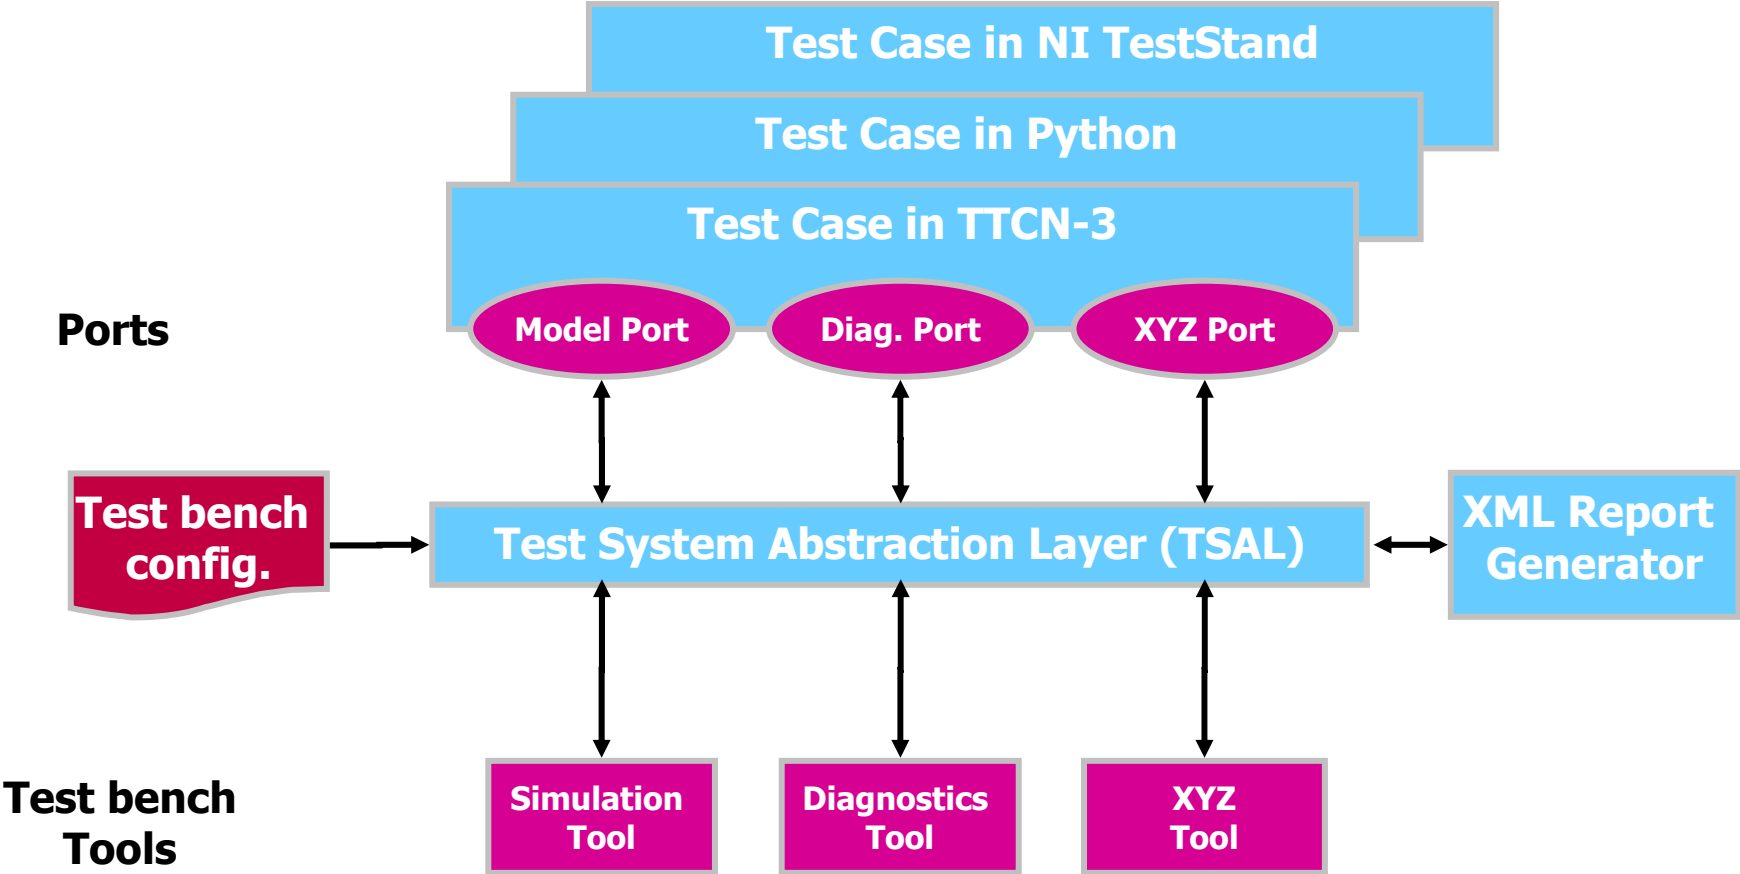 Test Case in NI TestStand
Test Case in Python
Test Case in TTCN-3
Ports
Model Port
Diag. Port
XYZ Port
Test bench
config.
Test System Abstraction Layer (TSAL)
XML Report
Generator
Test bench
Tools
Simulation
Tool
Diagnostics
Tool
XYZ
Tool